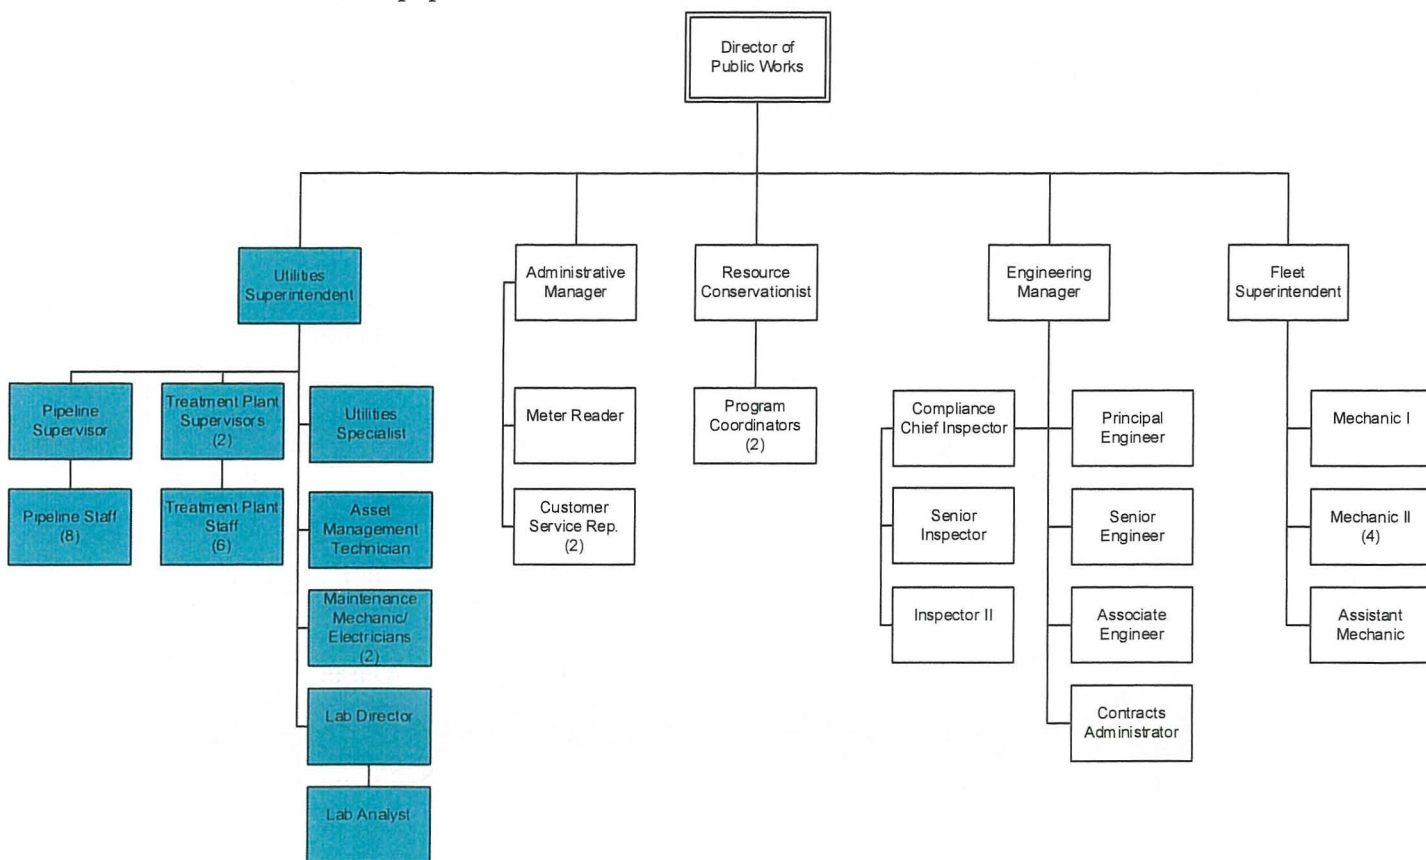 Director of
Public Works
Utilities
Superintendent
Administrative
Manager
Resource
Conservationist
Engineering
Manager
Fleet
Superintendent
Pipeline
Supervisor
Treatment Plant
Supervisors
(2)
Utilities
Specialist
Meter Reader
Program
Coordinators
(2)
Compliance
Chief Inspector
Principal
Engineer
Mechanic I
Pipeline Staff
(8)
Treatment Plant
Staff
(6)
Asset
Management
Technician
Customer
Service Rep.
(2)
Senior
Inspector
Senior
Engineer
Mechanic II
(4)
Maintenance
Mechanic/
Electricians
(2)
Inspector II
Associate
Engineer
Assistant
Mechanic
Lab Director
Contracts
Administrator
Lab Analyst